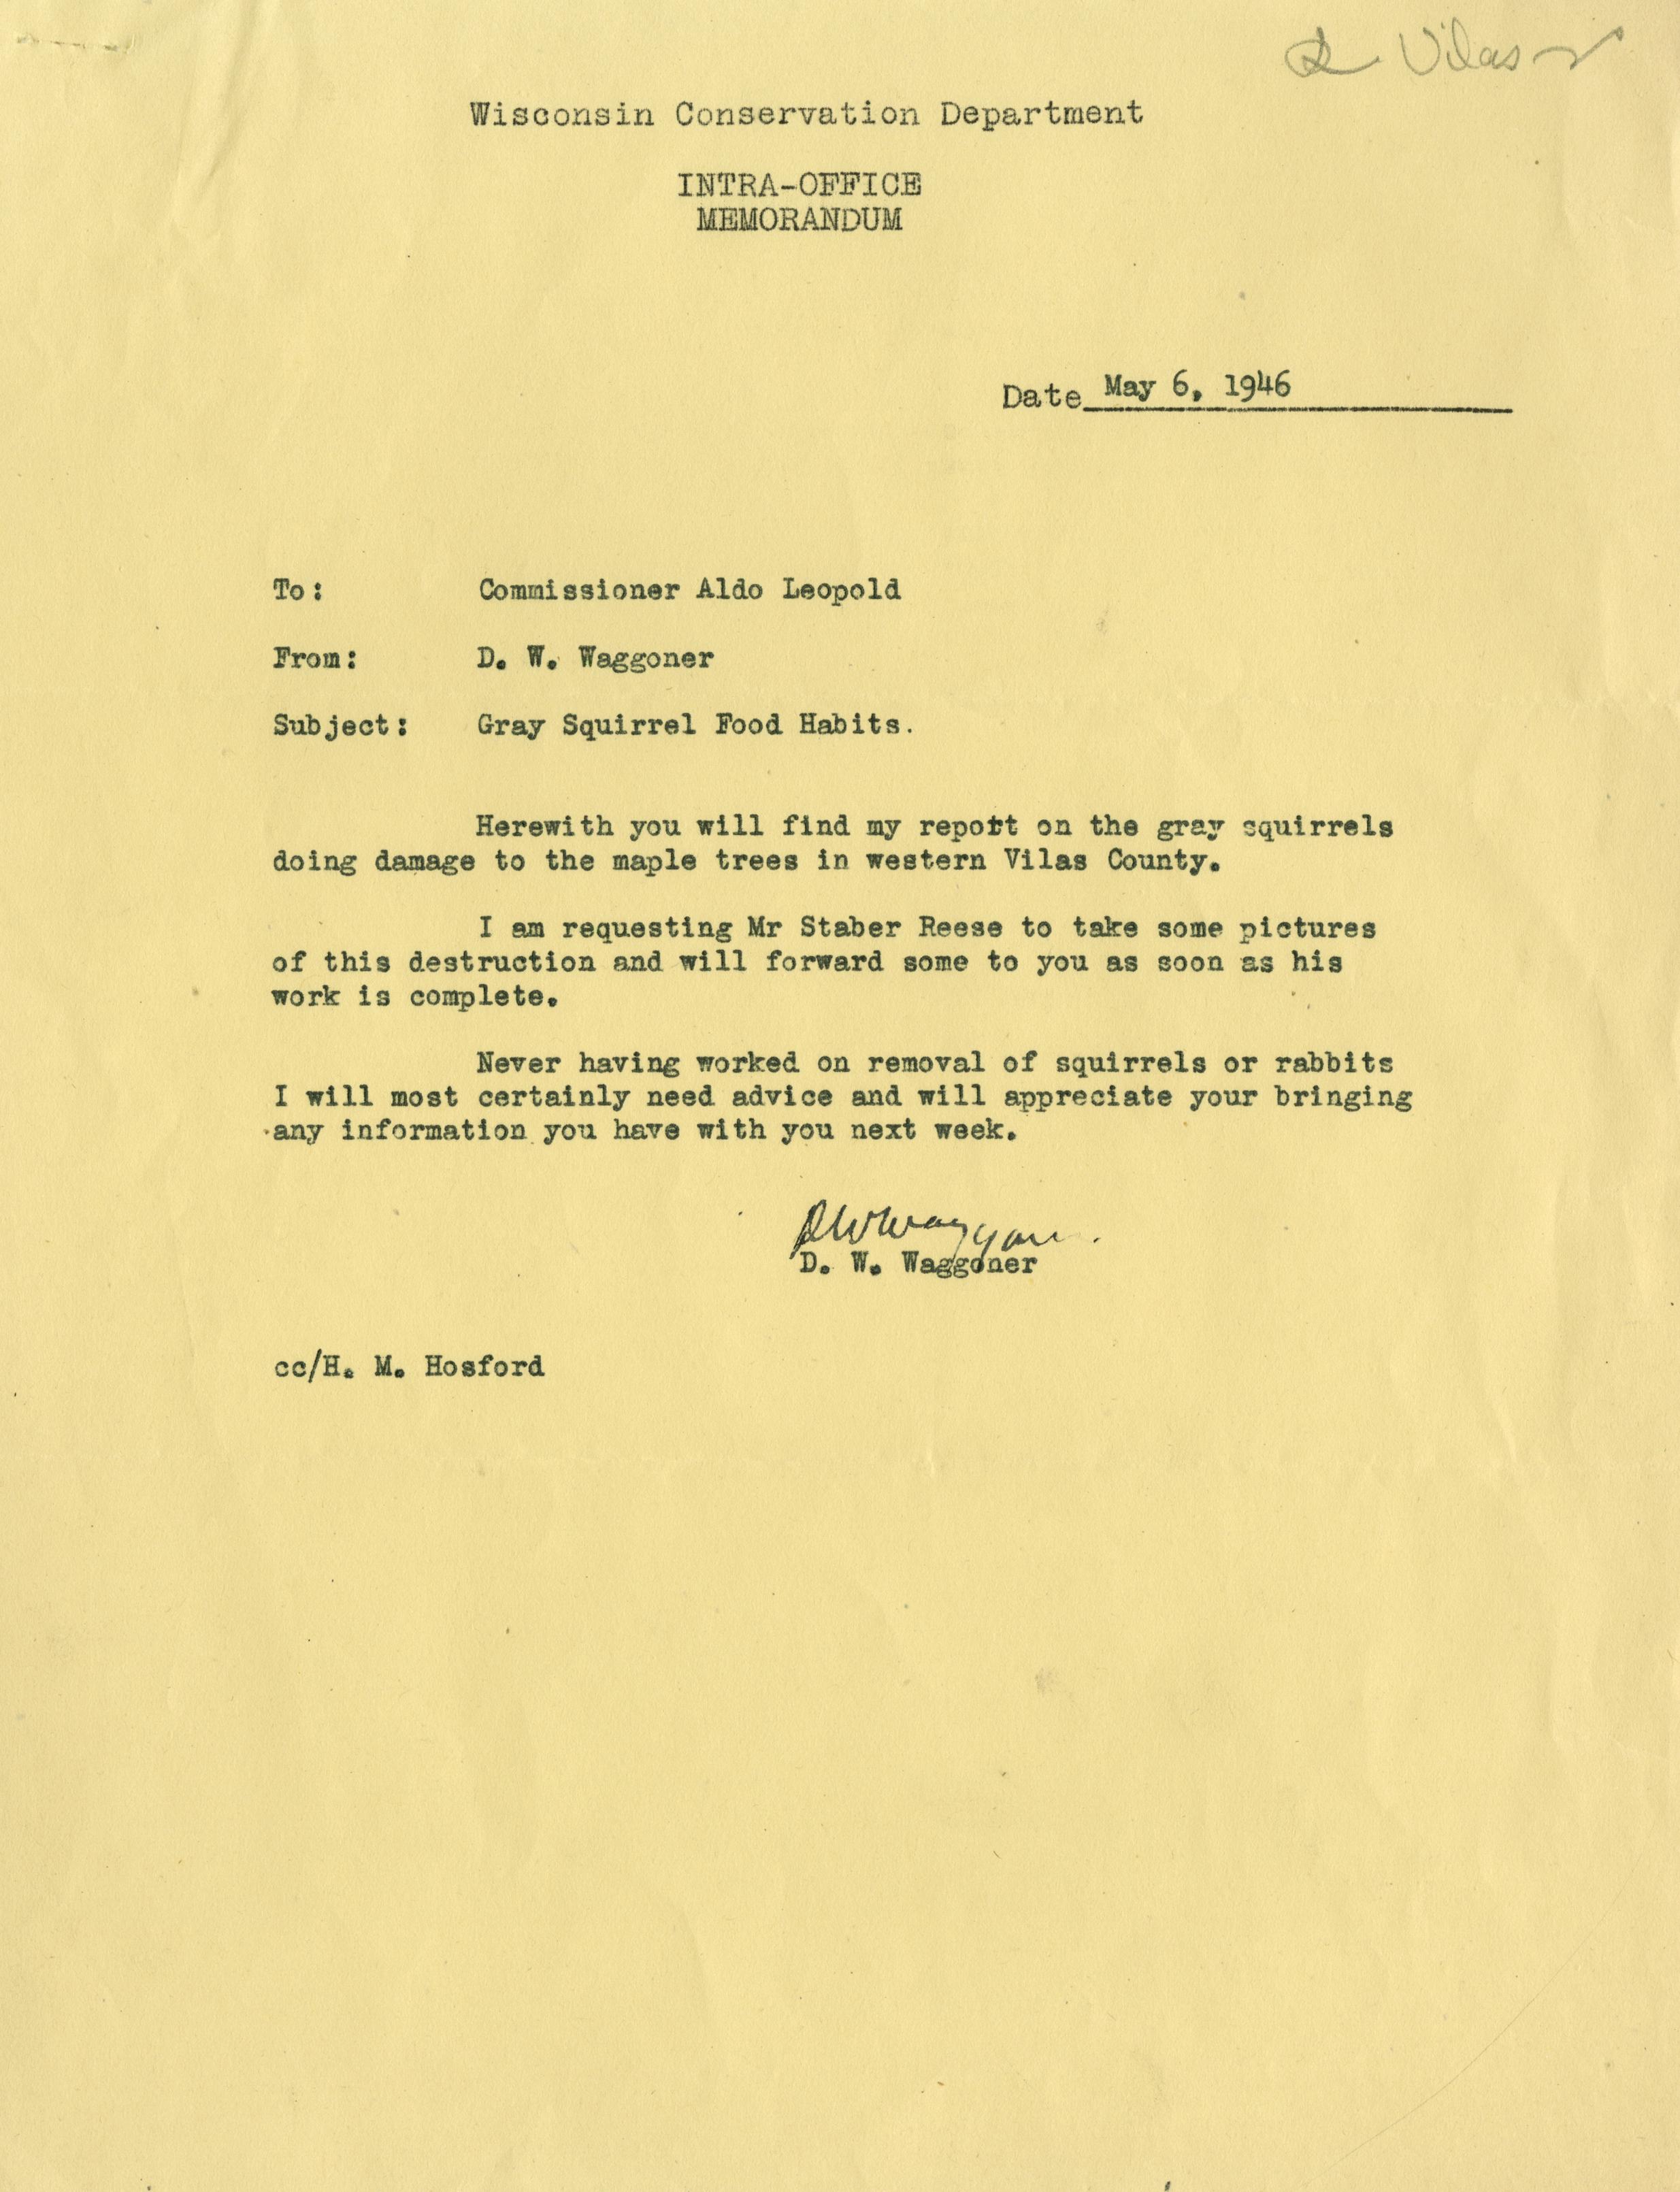 Vilas
Wisconsin Conservation Department
INTRA-OFFICE
MEMORANDUM
Date May 6, 1946
To: Commissioner Aldo Leopold
From: D. W. Waggoner
Subject: Gray Squirrel Food Habits.
Herewith you will find my repott on the gray squirrels
doing damage to the maple trees in western Vilas County.
I am requesting Mr Staber Reese to take some pictures
of this destruction and will forward some to you as soon as his
work is complete.
Never having worked on removal of squirrels or rabbits
I will most certainly need advice and will appreciate your bringing
any information you have with you next week.
DWWaggoner
D. W. Waggoner
cc/H. M. Hosford